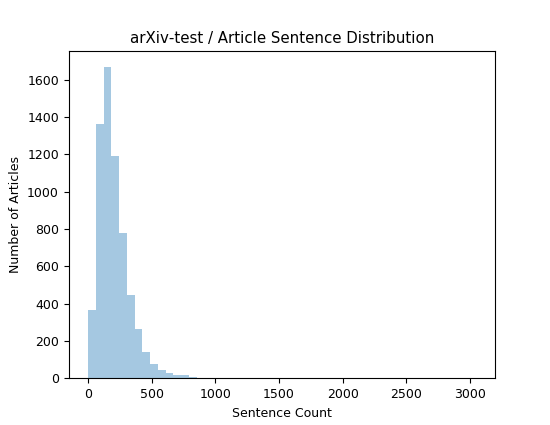 arXiv-test / Article Sentence Distribution
Number of Articles
1600
1400
1200
1000
800
600
400
200
0
0 500 1000 1500 2000 2500 3000
Sentence Count